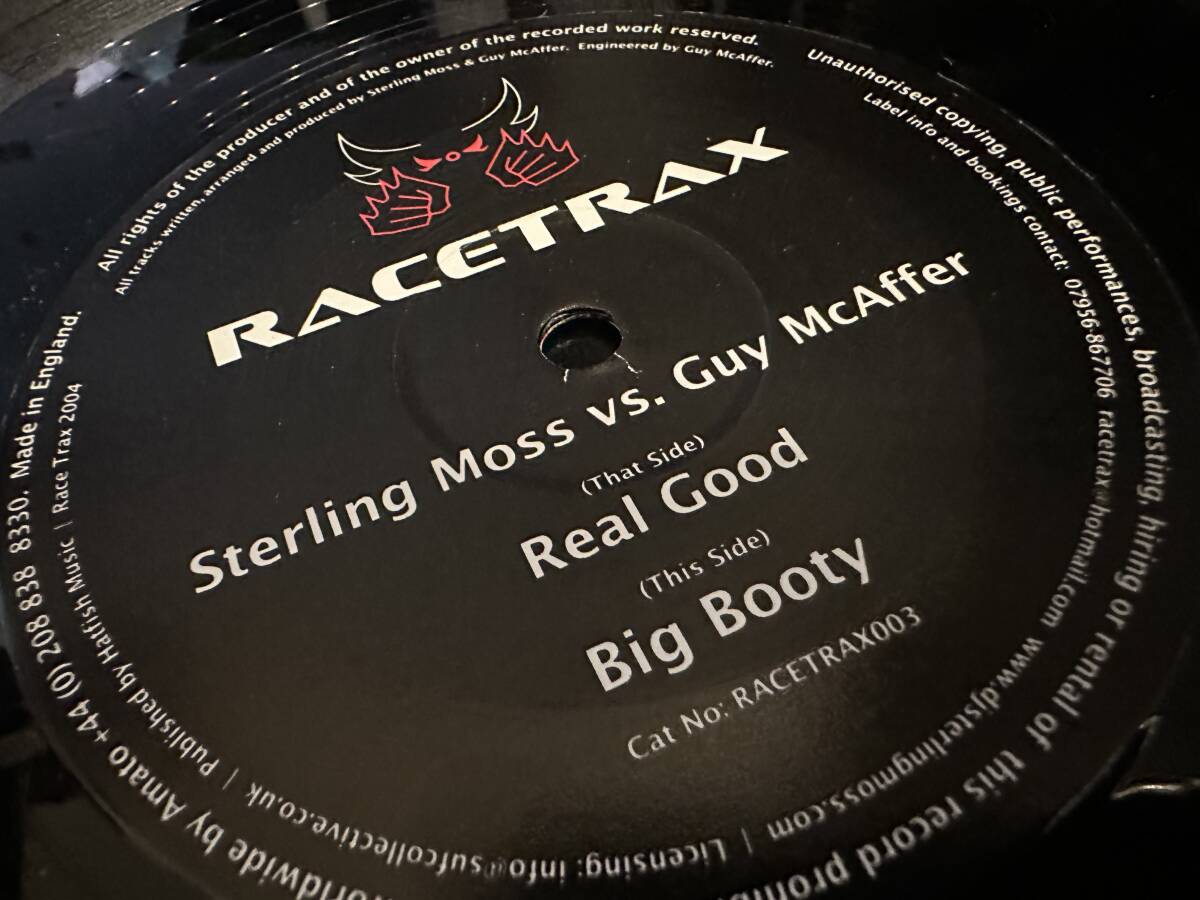 All rights of the producer and of the owner of the recorded work reserved.
Unauthorised copying, public performances, broadcasting, hiring or rental of this record
worldwide by Amato +44 (0) 208 838 8330. Made in England.
All tracks written, arranged and produced by Sterling Moss & Guy McAffer. Engineered by Guy McAffer.
Label info and bookings contact: 07956-867706 racetrax@hotmail.com www.djsterlingmoss.com | Licensing: info@sufcollective.co.uk | Published by Hatfish Music | Race Trax 2004
RACETRAX
Sterling Moss vs. Guy McAffer
(That Side)
Real Good
(This Side)
Big Booty
Cat No: RACETRAX003